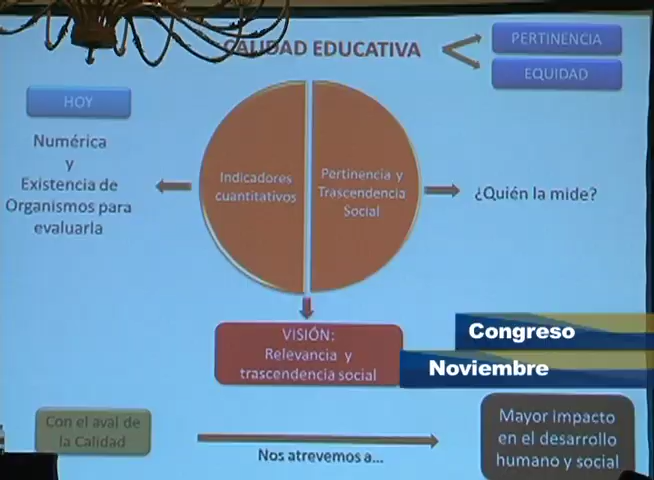 CALIDAD EDUCATIVA
PERTINENCIA
EQUIDAD
HOY
Numérica
y
Existencia de
Organismos para
evaluarla
Indicadores
cuantitativos
Pertinencia y
Trascendencia
Social
¿Quién la mide?
VISIÓN:
Relevancia y
trascendencia social
Congreso
Noviembre
Con el aval de
la Calidad
Nos atrevemos a...
Mayor impacto
en el desarrollo
humano y social